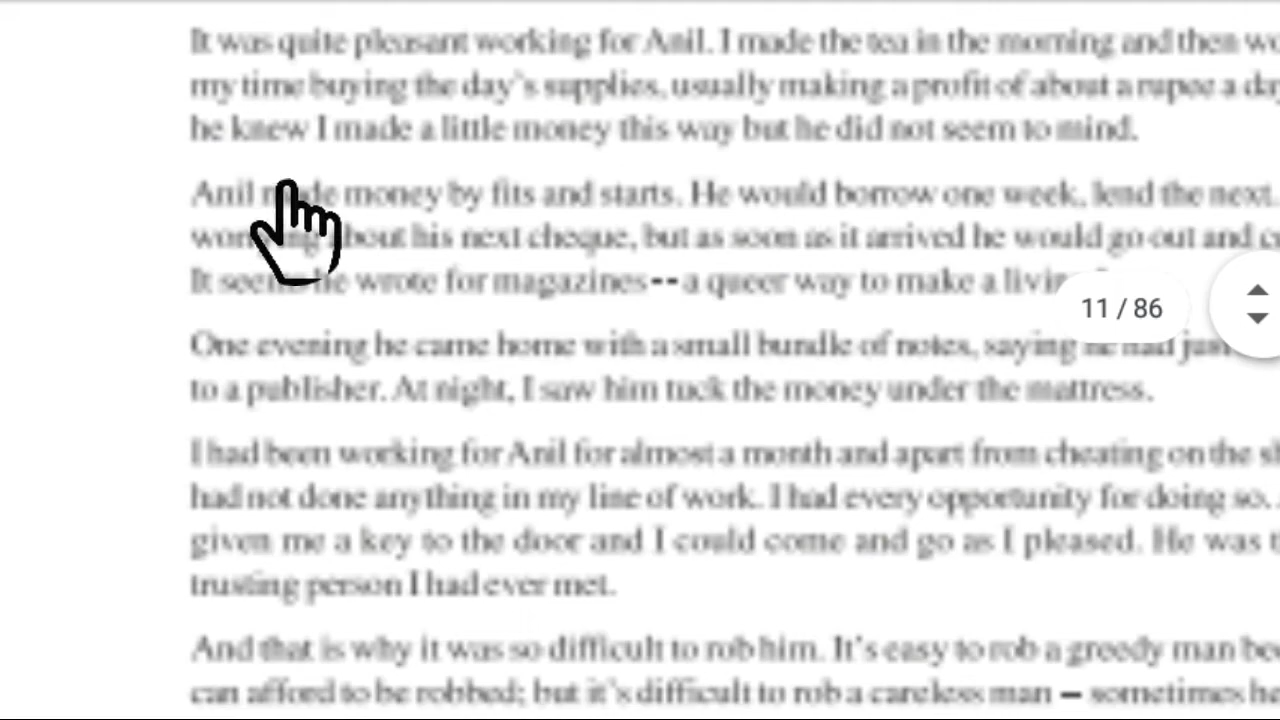 It was quite pleasant working for Anil. I made the tea in the morning and then
my time buying the day's supplies, usually making a profit of about a rupee a
he knew I made a little money this way but he did not seem to mind.
Anil money by fits and starts. He would borrow one week, lend the next.
about his next cheque, but as soon as it arrived he would go out and
It he wrote for magazines--a queer way to make a
11 / 86
One evening he came home with a small bundle of notes, saying he had
to a publisher. At night, I saw him tuck the money under the mattress.
I had been working for Anil for almost a month and apart from cheating on the
had not done anything in my line of work. I had every opportunity for doing so.
given me a key to the door and I could come and go as I pleased. He was
trusting person I had ever met.
And that is why it was so difficult to rob him. It's easy to rob a greedy man
can afford to be robbed; but it's difficult to rob a careless man – sometimes